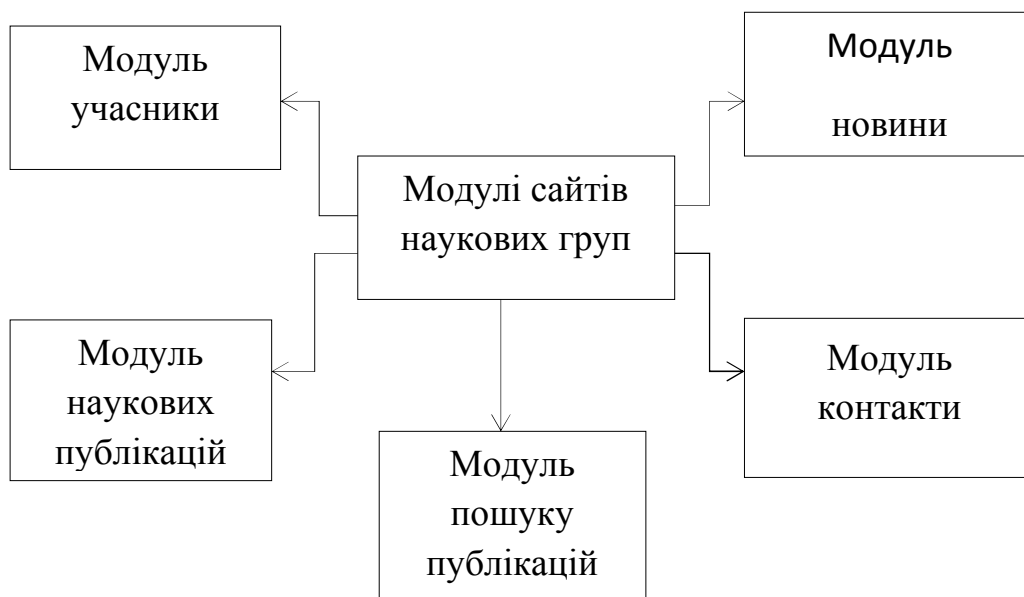 Модуль
учасники
Модуль
новини
Модулі сайтів
наукових груп
Модуль
наукових
публікацій
Модуль
контакти
Модуль
пошуку
публікацій